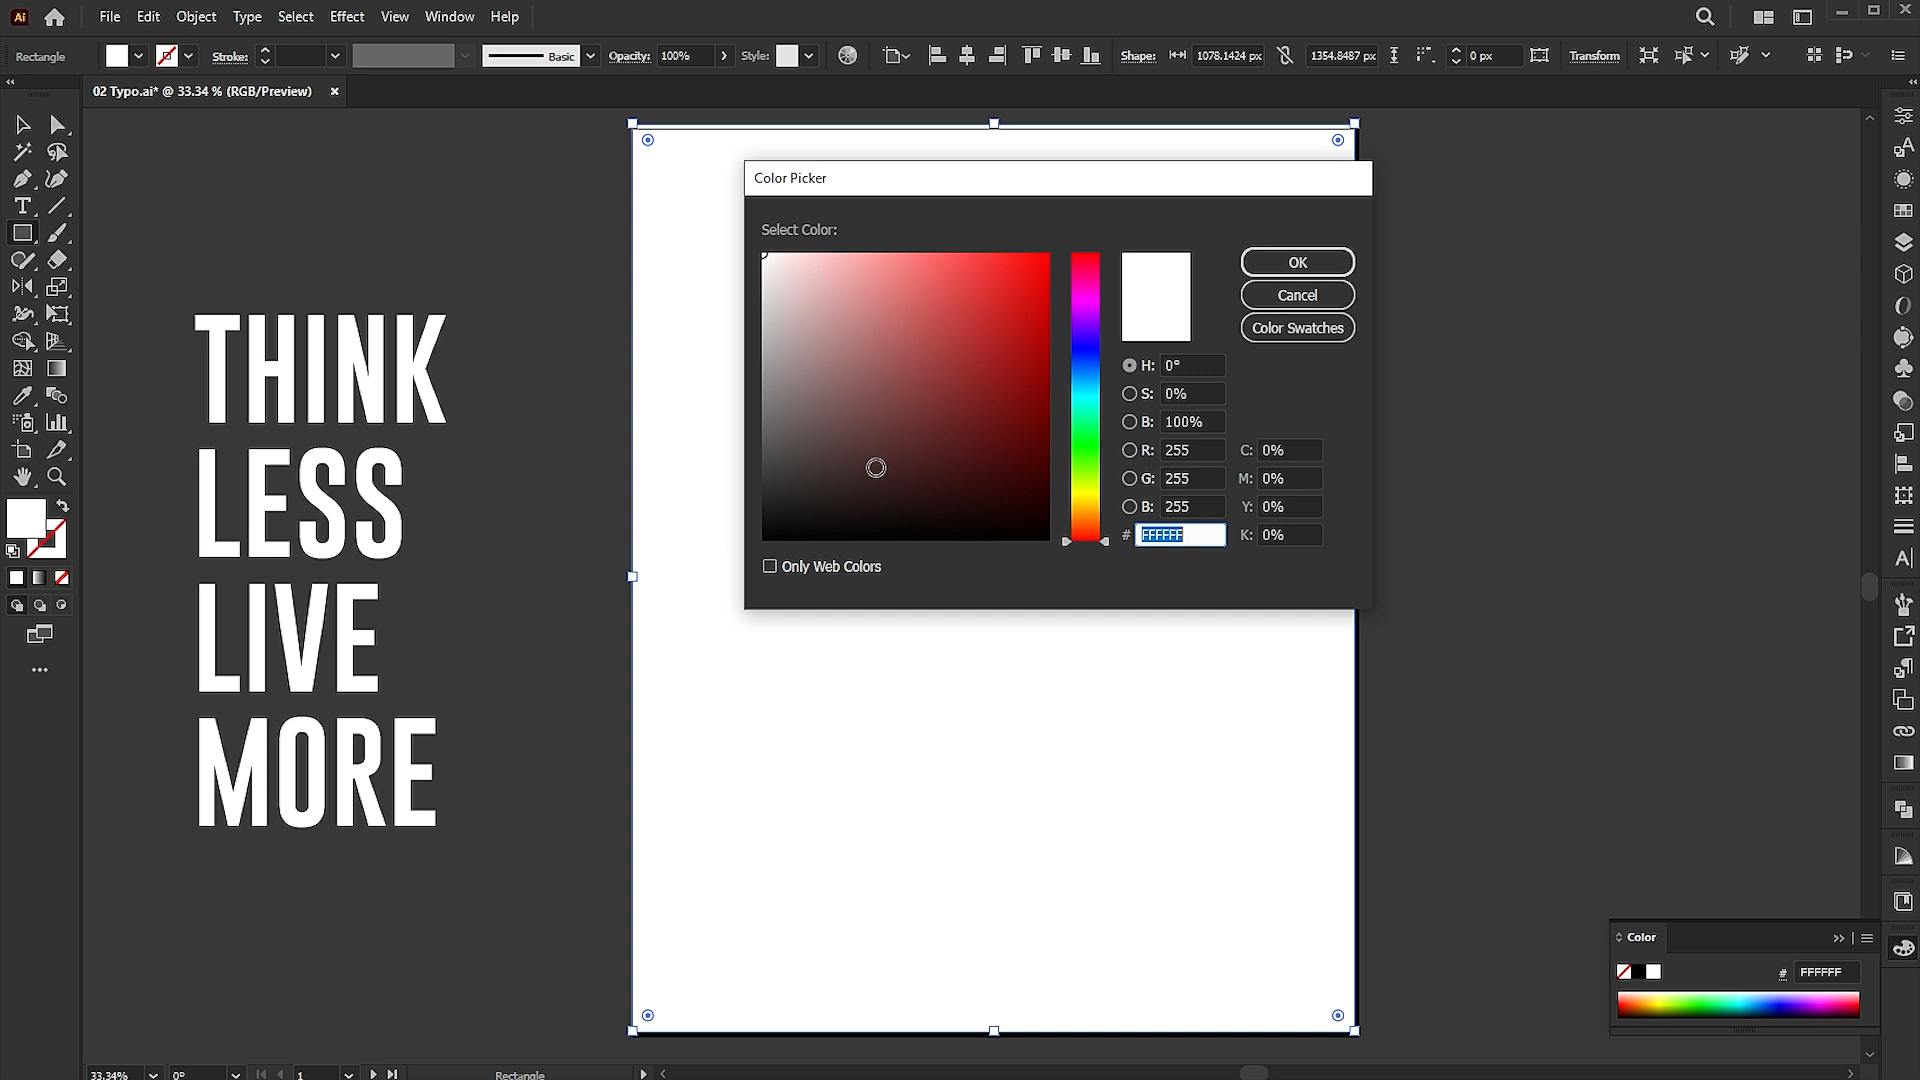 Ai File Edit Object Type Select Effect View Window Help
Rectangle Stroke: Basic Opacity: 100% Style: Shape: 1078.1424 px 1354.8487 px 0 px Transform
02 Typo.ai* @ 33.34 % (RGB/Preview) ×
Color Picker
Select Color:
OK
Cancel
Color Swatches
H: 0°
S: 0%
B: 100%
R: 255 C: 0%
G: 255 M: 0%
B: 255 Y: 0%
# FFFFFF K: 0%
Only Web Colors
THINK
LESS
LIVE
MORE
Color
# FFFFFF
33.34% 0° 1 Rectangle